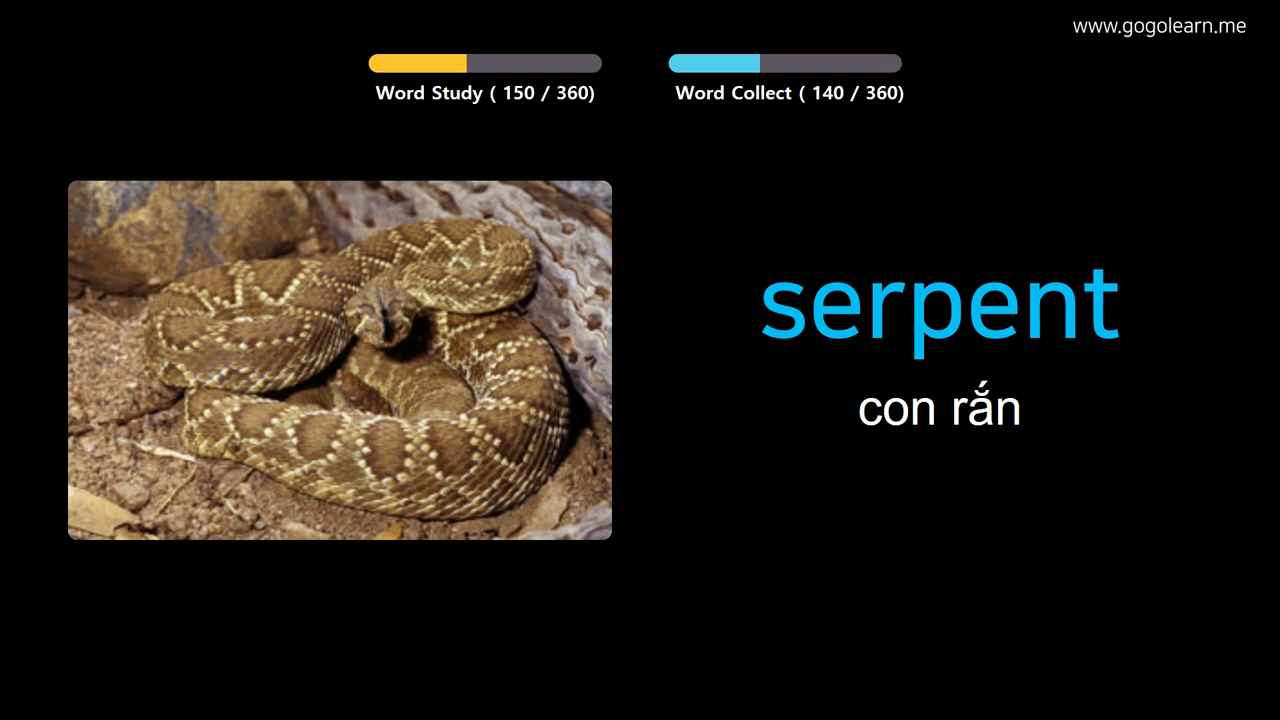 www.gogolearn.me
Word Study ( 150 / 360)
Word Collect ( 140 / 360)
serpent
con rắn